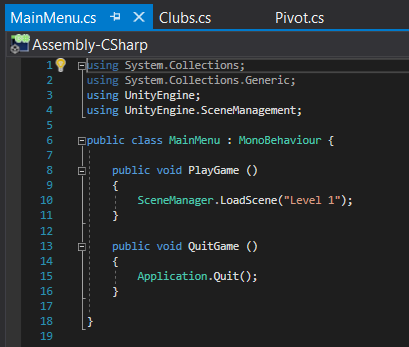 MainMenu.cs Clubs.cs Pivot.cs
Assembly-CSharp
1 using System.Collections;
2 using System.Collections.Generic;
3 using UnityEngine;
4 using UnityEngine.SceneManagement;
5
6 public class MainMenu : MonoBehaviour {
7
8 public void PlayGame ()
9 {
10 SceneManager.LoadScene("Level 1");
11 }
12
13 public void QuitGame ()
14 {
15 Application.Quit();
16 }
17
18 }
19